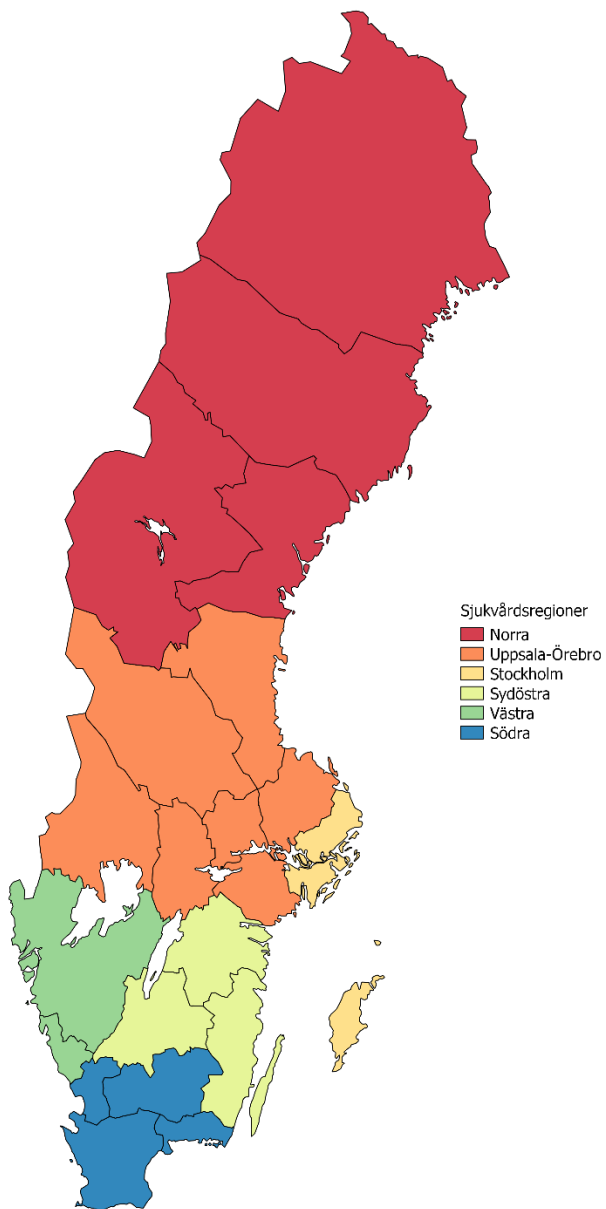 Sjukvårdsregioner
Norra
Uppsala-Örebro
Stockholm
Sydöstra
Västra
Södra